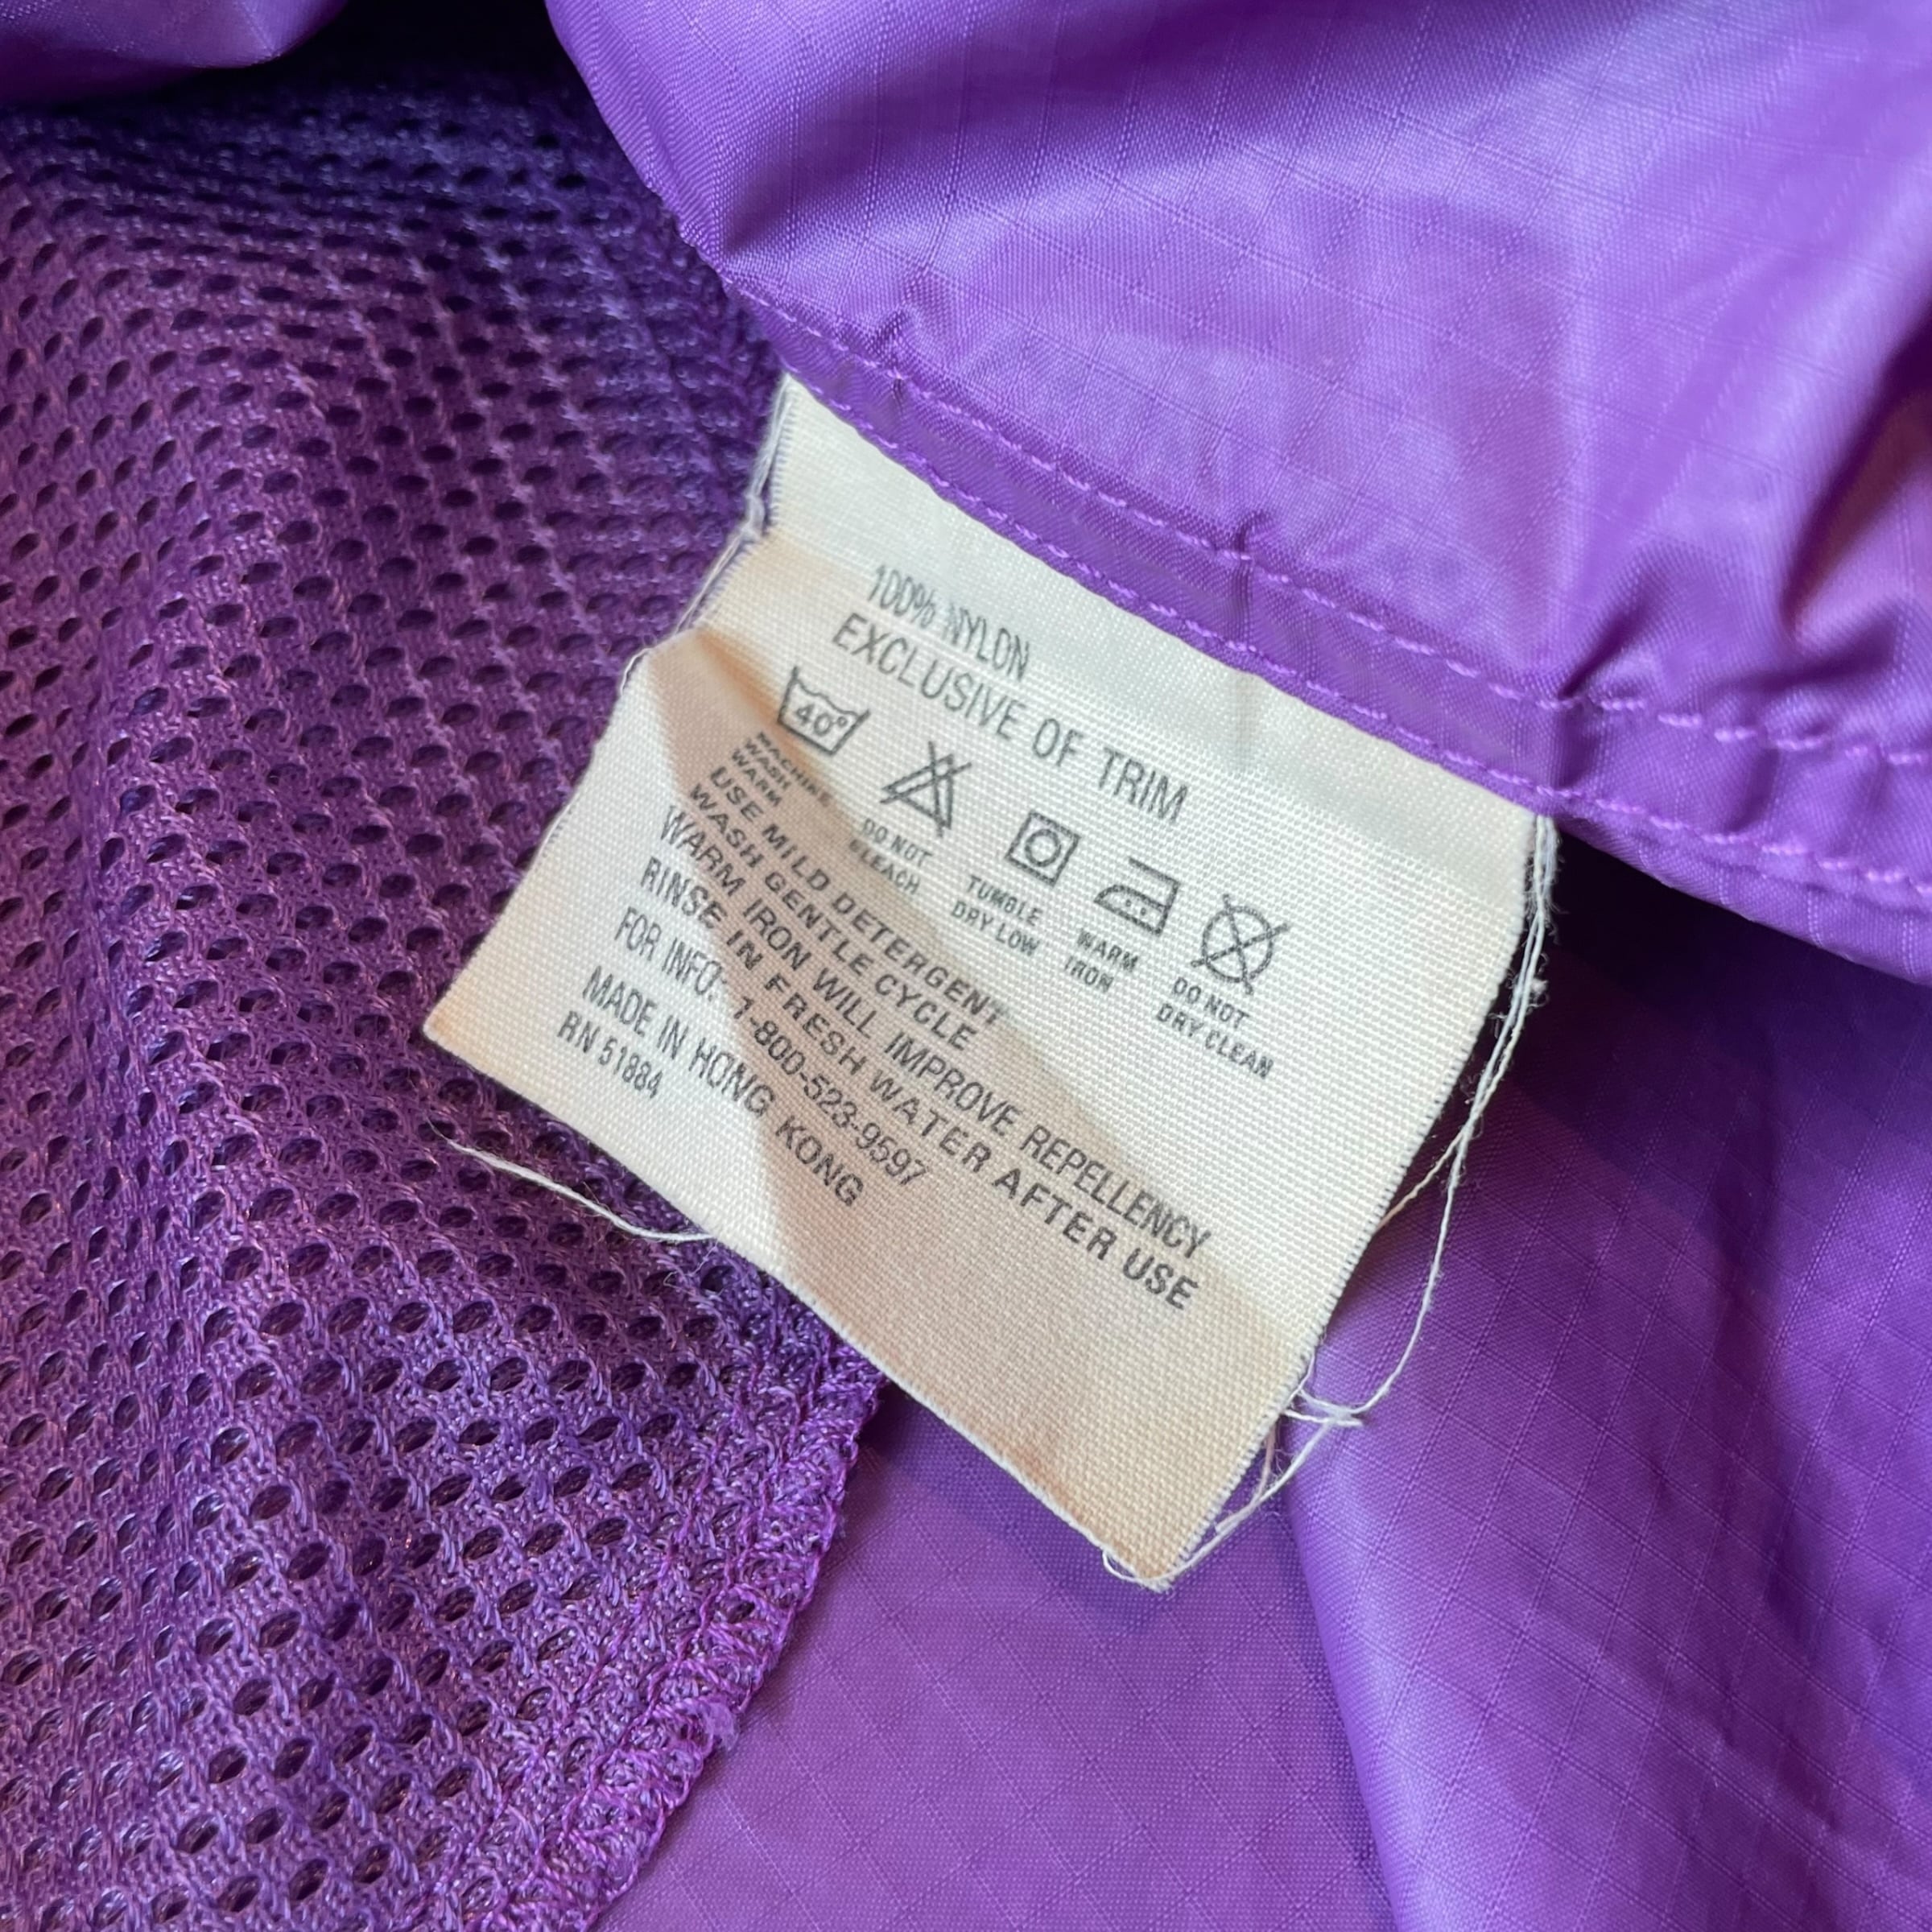 100% NYLON
EXCLUSIVE OF TRIM
40°
MACHINE
WASH
WARM
DO NOT
BLEACH
TUMBLE
DRY LOW
WARM
IRON
DO NOT
DRY CLEAN
USE MILD DETERGENT
WASH GENTLE CYCLE
WARM IRON WILL IMPROVE REPELLENCY
RINSE IN FRESH WATER AFTER USE
FOR INFO: 1-800-523-9597
MADE IN HONG KONG
RN 51884